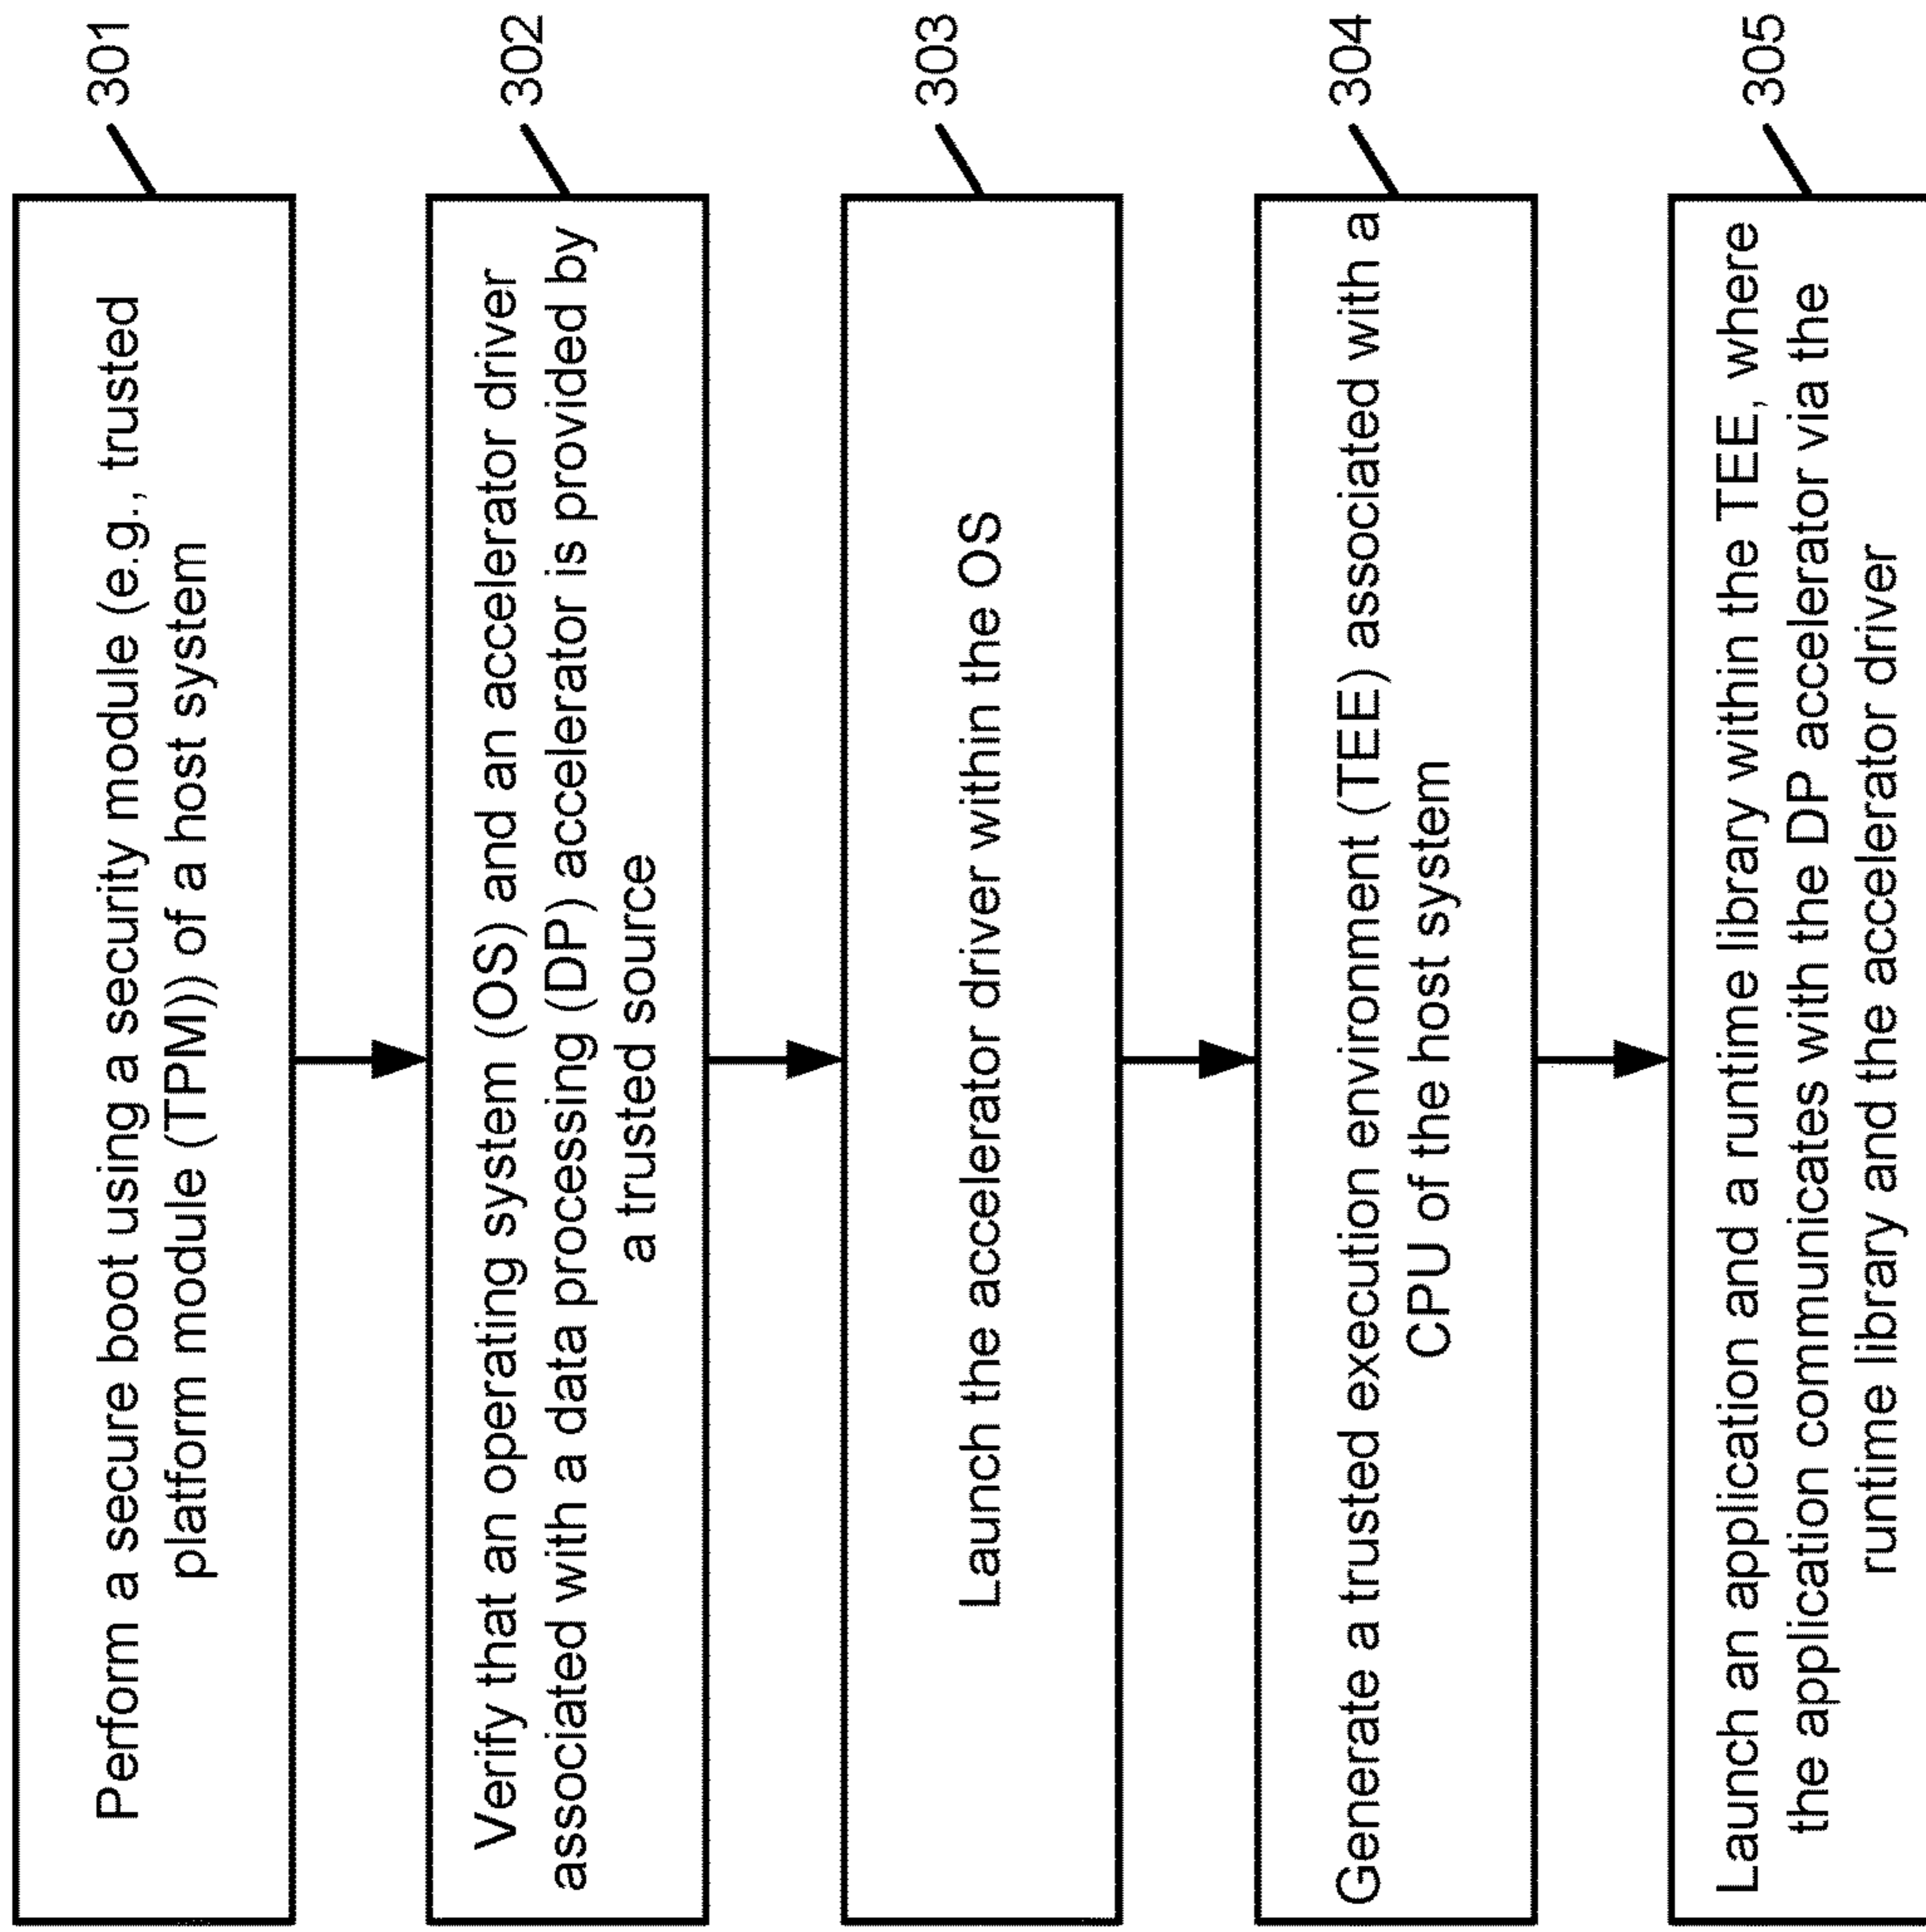 Perform a secure boot using a security module (e.g., trusted
platform module (TPM)) of a host system
301
Verify that an operating system (OS) and an accelerator driver
associated with a data processing (DP) accelerator is provided by
a trusted source
302
Launch the accelerator driver within the OS
303
Generate a trusted execution environment (TEE) associated with a
CPU of the host system
304
Launch an application and a runtime library within the TEE, where
the application communicates with the DP accelerator via the
runtime library and the accelerator driver
305